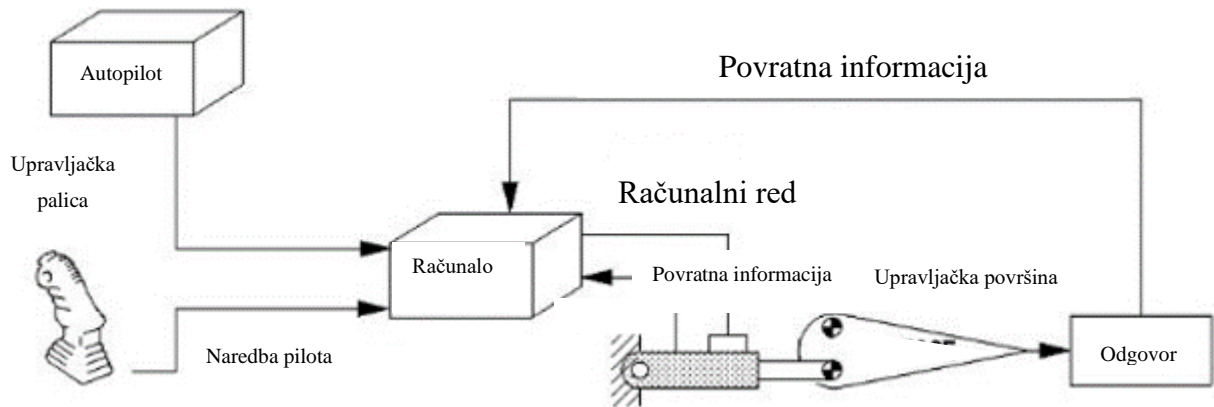 Autopilot
Povratna informacija
Upravljačka
palica
Računalni red
Računalo
Povratna informacija
Upravljačka površina
Naredba pilota
Odgovor